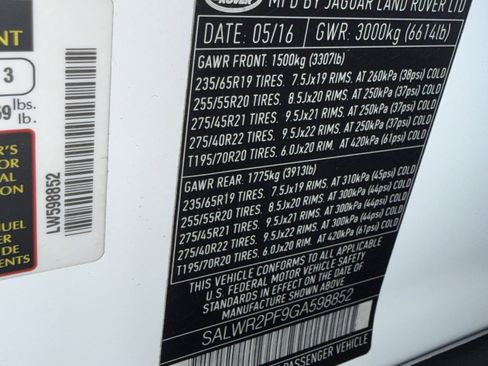 ROVER
MFD BY JAGUAR LAND ROVER LTD
DATE: 05/16 GWR: 3000kg (6614lb)
GAWR FRONT: 1500kg (3307lb)
235/65R19 TIRES. 7.5Jx19 RIMS. AT 260kPa (38psi) COLD
255/55R20 TIRES. 8.5Jx20 RIMS. AT 250kPa (37psi) COLD
275/45R21 TIRES. 9.5Jx21 RIMS. AT 250kPa (37psi) COLD
275/40R22 TIRES. 9.5Jx22 RIMS. AT 250kPa (37psi) COLD
T195/70R20 TIRES. 6.0Jx20 RIM. AT 420kPa (61psi) COLD
GAWR REAR: 1775kg (3913lb)
235/65R19 TIRES. 7.5Jx19 RIMS. AT 310kPa (45psi) COLD
255/55R20 TIRES. 8.5Jx20 RIMS. AT 300kPa (44psi) COLD
275/45R21 TIRES. 9.5Jx21 RIMS. AT 300kPa (44psi) COLD
275/40R22 TIRES. 9.5Jx22 RIMS. AT 300kPa (44psi) COLD
T195/70R20 TIRES. 6.0Jx20 RIM. AT 420kPa (61psi) COLD
THIS VEHICLE CONFORMS TO ALL APPLICABLE
U.S. FEDERAL MOTOR VEHICLE SAFETY AND
THEFT PREVENTION STANDARDS IN EFFECT ON
THE DATE OF MANUFACTURE SHOWN ABOVE
SALWR2PF9GA598852
PASSENGER VEHICLE
3
lbs.
lb.
LW598852